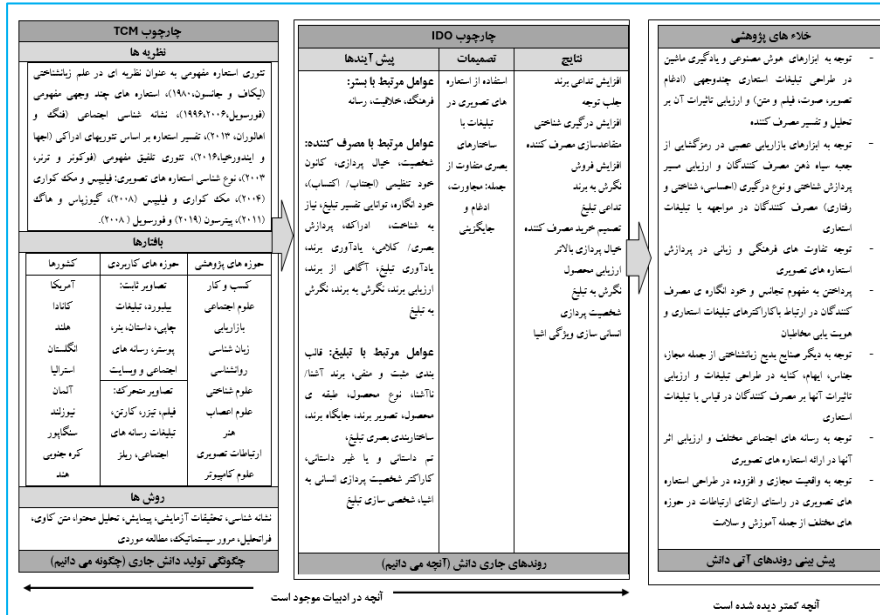 چارچوب TCM
نظریه ها
تئوری استعاره مفهومی به عنوان نظریه ای در علم زبانشناختی
(لیکاف و جانسون،۱۹۸۰)، استعاره های چند وجهی مفهومی
(فورسویل،۱۹۹۶،۲۰۰۶)، نشانه شناسی اجتماعی (فنگ و
اهالوران، ۲۰۱۳)، تفسیر استعاره بر اساس تئوریهای ادراکی (اجها
و ایندورخیا،۲۰۱۶)، تئوری تلفیق مفهومی (فوکونر و ترنر،
۲۰۰۳)، نوع شناسی استعاره های تصویری: فیلیپس و مک کواری
(۲۰۰۴)، مک کواری و فیلیپس (۲۰۰۸)، گیوزپاس و هاگ
(۲۰۱۱)، پیترسون (۲۰۱۹) و فورسویل (۲۰۰۸).
بافتارها
حوزه های پژوهشی
کسب و کار
علوم اجتماعی
بازاریابی
زبان شناسی
روانشناسی
علوم شناختی
علوم اعصاب
هنر
ارتباطات تصویری
علوم کامپیوتر
حوزه های کاربردی
تصاویر ثابت:
بیلبورد، تبلیغات
چاپی، داستان، بنر،
پوستر، رسانه های
اجتماعی و وبسایت
تصاویر متحرک:
فیلم، تیزر، کارتن،
تبلیغات رسانه های
اجتماعی، ریلز
کشورها
آمریکا
کانادا
هلند
انگلستان
استرالیا
آلمان
نیوزلند
سنگاپور
کره جنوبی
هند
روش ها
نشانه شناسی، تحقیقات آزمایشی، پیمایش، تحلیل محتوا، متن کاوی،
فراتحلیل، مرور سیستماتیک، مطالعه موردی
چگونگی تولید دانش جاری (چگونه می دانیم)
چارچوب IDO
پیش آیندها
عوامل مرتبط با بستر:
فرهنگ، خلاقیت، رسانه
عوامل مرتبط با مصرف کننده:
شخصیت، خیال پردازی، کانون
خود تنظیمی (اجتناب/ اکتساب)،
خود انگاره، توانایی تفسیر تبلیغ، نیاز
به شناخت، ادراک، پردازش
بصری/ کلامی، یادآوری برند،
یادآوری تبلیغ، آگاهی از برند،
ارزیابی برند، نگرش به برند، نگرش
به تبلیغ
عوامل مرتبط با تبلیغ: قالب
بندی مثبت و منفی، برند آشنا/
ناآشنا، نوع محصول، طبقه ی
محصول، تصویر برند، جایگاه برند،
ساختاربندی بصری تبلیغ،
تم داستانی و یا غیر داستانی،
کاراکتر شخصیت پردازی انسانی به
اشیا، شخصی سازی تبلیغ
تصمیمات
استفاده از استعاره
های تصویری در
تبلیغات با
ساختارهای
بصری متفاوت از
جمله: مجاورت،
ادغام و
جایگزینی
نتایج
افزایش تداعی برند
جلب توجه
افزایش درگیری شناختی
متقاعدسازی مصرف کننده
افزایش فروش
نگرش به برند
تداعی تبلیغ
تصمیم خرید مصرف کننده
خیال پردازی بالاتر
ارزیابی محصول
نگرش به تبلیغ
شخصیت پردازی
انسانی سازی ویژگی اشیا
روندهای جاری دانش (آنچه می دانیم)
خلاء های پژوهشی
- توجه به ابزارهای هوش مصنوعی و یادگیری ماشین
در طراحی تبلیغات استعاری چندوجهی (ادغام
تصویر، صوت، فیلم و متن) و ارزیابی تاثیرات آن بر
تحلیل و تفسیر مصرف کننده
- توجه به ابزارهای بازاریابی عصبی در رمزگشایی از
جعبه سیاه ذهن مصرف کنندگان و ارزیابی مسیر
پردازش شناختی و نوع درگیری (احساسی، شناختی و
رفتاری) مصرف کنندگان در مواجهه با تبلیغات
استعاری
- توجه تفاوت های فرهنگی و زبانی در پردازش
استعاره های تصویری
- پرداختن به مفهوم تجانس و خود انگاره ی مصرف
کنندگان در ارتباط باکاراکترهای تبلیغات استعاری و
هویت یابی مخاطبان
- توجه به دیگر صنایع بدیع زبانشناختی از جمله مجاز،
جناس، ایهام، کنایه در طراحی تبلیغات و ارزیابی
تاثیرات آنها بر مصرف کنندگان در قیاس با تبلیغات
استعاری
- توجه به رسانه های اجتماعی مختلف و ارزیابی اثر
آنها در ارائه استعاره های تصویری
- توجه به واقعیت مجازی و افزوده در طراحی استعاره
های تصویری در راستای ارتقای ارتباطات در حوزه
های مختلف از جمله آموزش و سلامت
پیش بینی روندهای آتی دانش
آنچه در ادبیات موجود است
آنچه کمتر دیده شده است